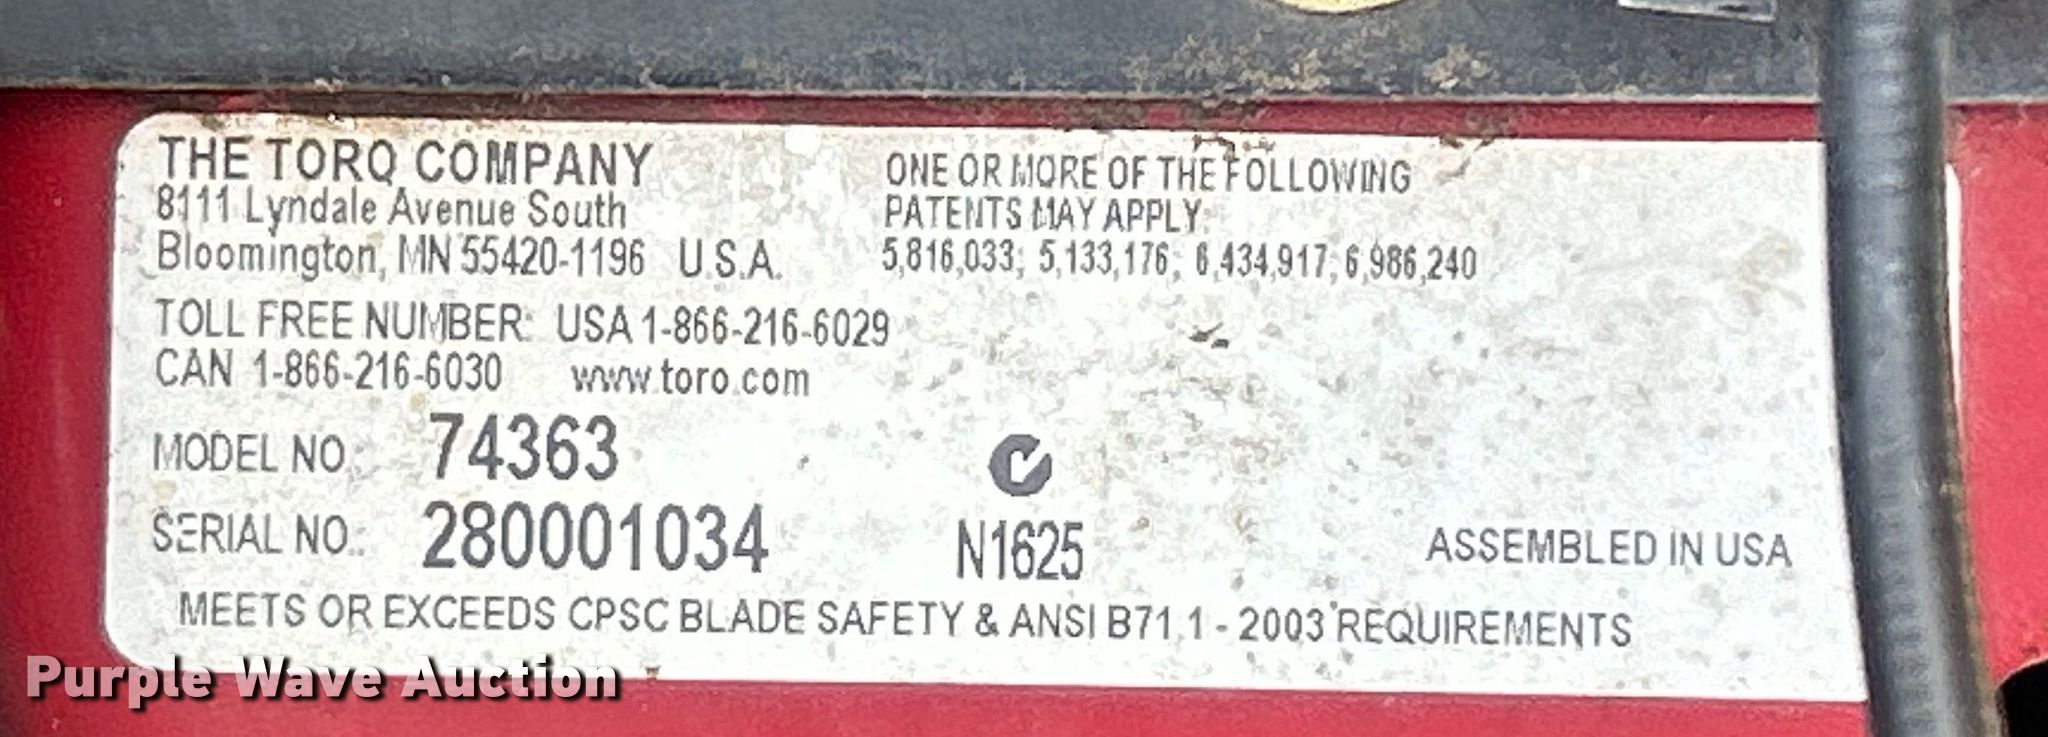 THE TORO COMPANY
8111 Lyndale Avenue South
Bloomington, MN 55420-1196 U.S.A.
TOLL FREE NUMBER: USA 1-866-216-6029
CAN 1-866-216-6030 www.toro.com
MODEL NO.: 74363
SERIAL NO.: 280001034
ONE OR MORE OF THE FOLLOWING
PATENTS MAY APPLY:
5,816,033; 5,133,176; 6,434,917; 6,986,240
N1625
ASSEMBLED IN USA
MEETS OR EXCEEDS CPSC BLADE SAFETY & ANSI B71.1 - 2003 REQUIREMENTS
Purple Wave Auction